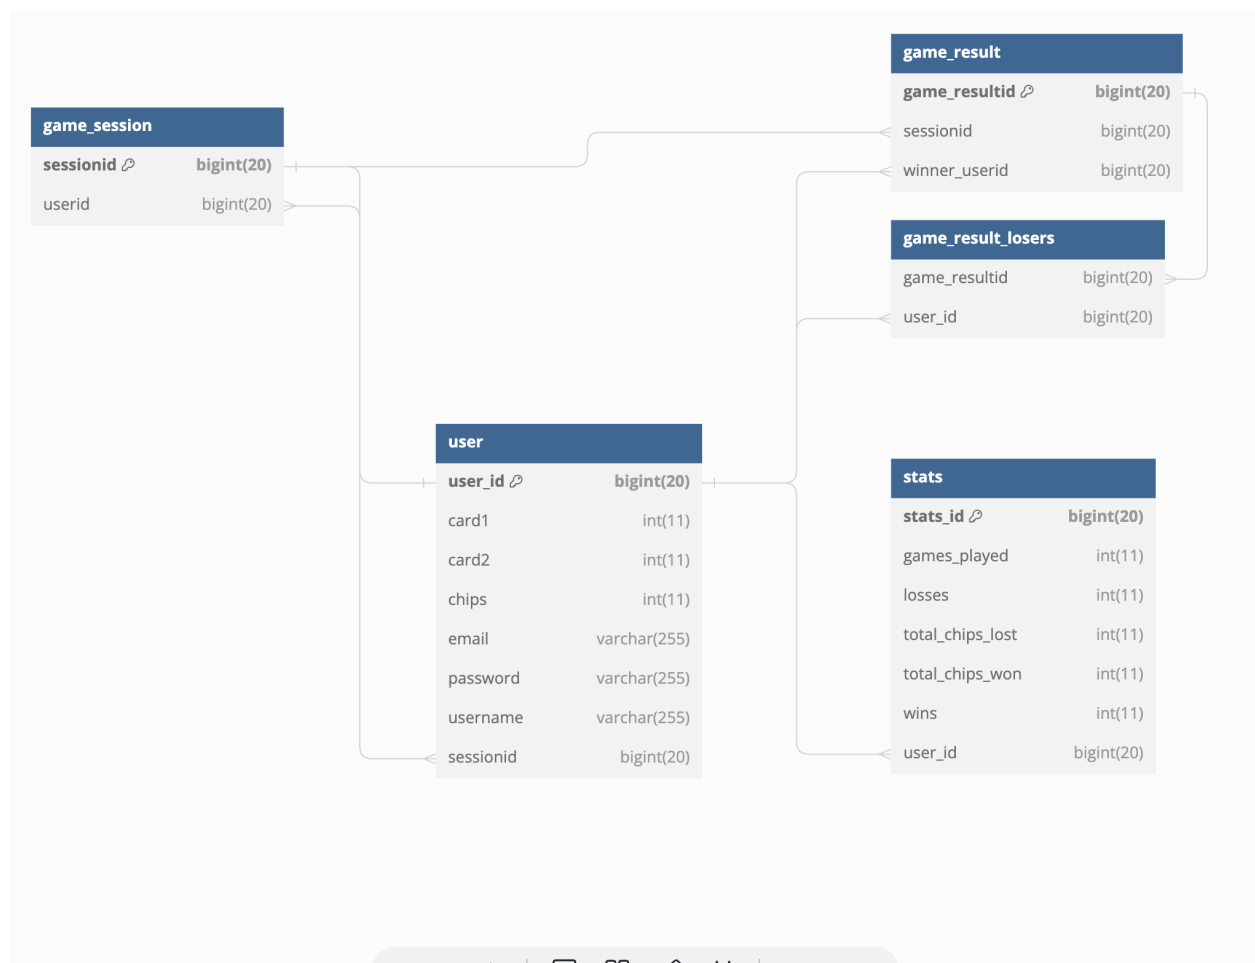 game_session
sessionid bigint(20)
userid bigint(20)
game_result
game_resultid bigint(20)
sessionid bigint(20)
winner_userid bigint(20)
game_result_losers
game_resultid bigint(20)
user_id bigint(20)
user
user_id bigint(20)
card1 int(11)
card2 int(11)
chips int(11)
email varchar(255)
password varchar(255)
username varchar(255)
sessionid bigint(20)
stats
stats_id bigint(20)
games_played int(11)
losses int(11)
total_chips_lost int(11)
total_chips_won int(11)
wins int(11)
user_id bigint(20)